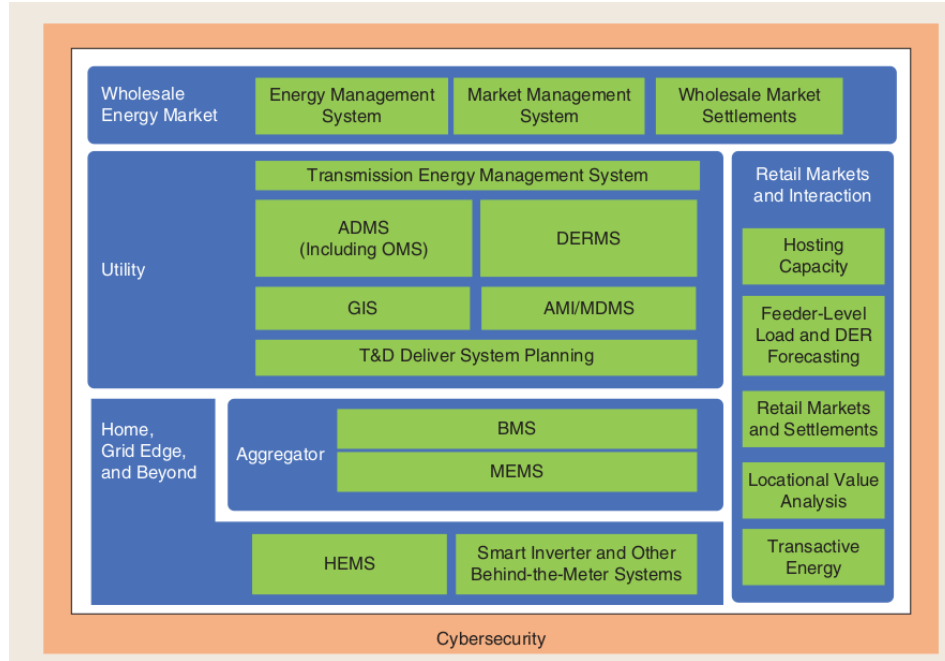 Wholesale
Energy Market
Energy Management
System
Market Management
System
Wholesale Market
Settlements
Utility
Transmission Energy Management System
ADMS
(Including OMS)
DERMS
GIS
AMI/MDMS
T&D Deliver System Planning
Home,
Grid Edge,
and Beyond
Aggregator
BMS
MEMS
HEMS
Smart Inverter and Other
Behind-the-Meter Systems
Retail Markets
and Interaction
Hosting
Capacity
Feeder-Level
Load and DER
Forecasting
Retail Markets
and Settlements
Locational Value
Analysis
Transactive
Energy
Cybersecurity